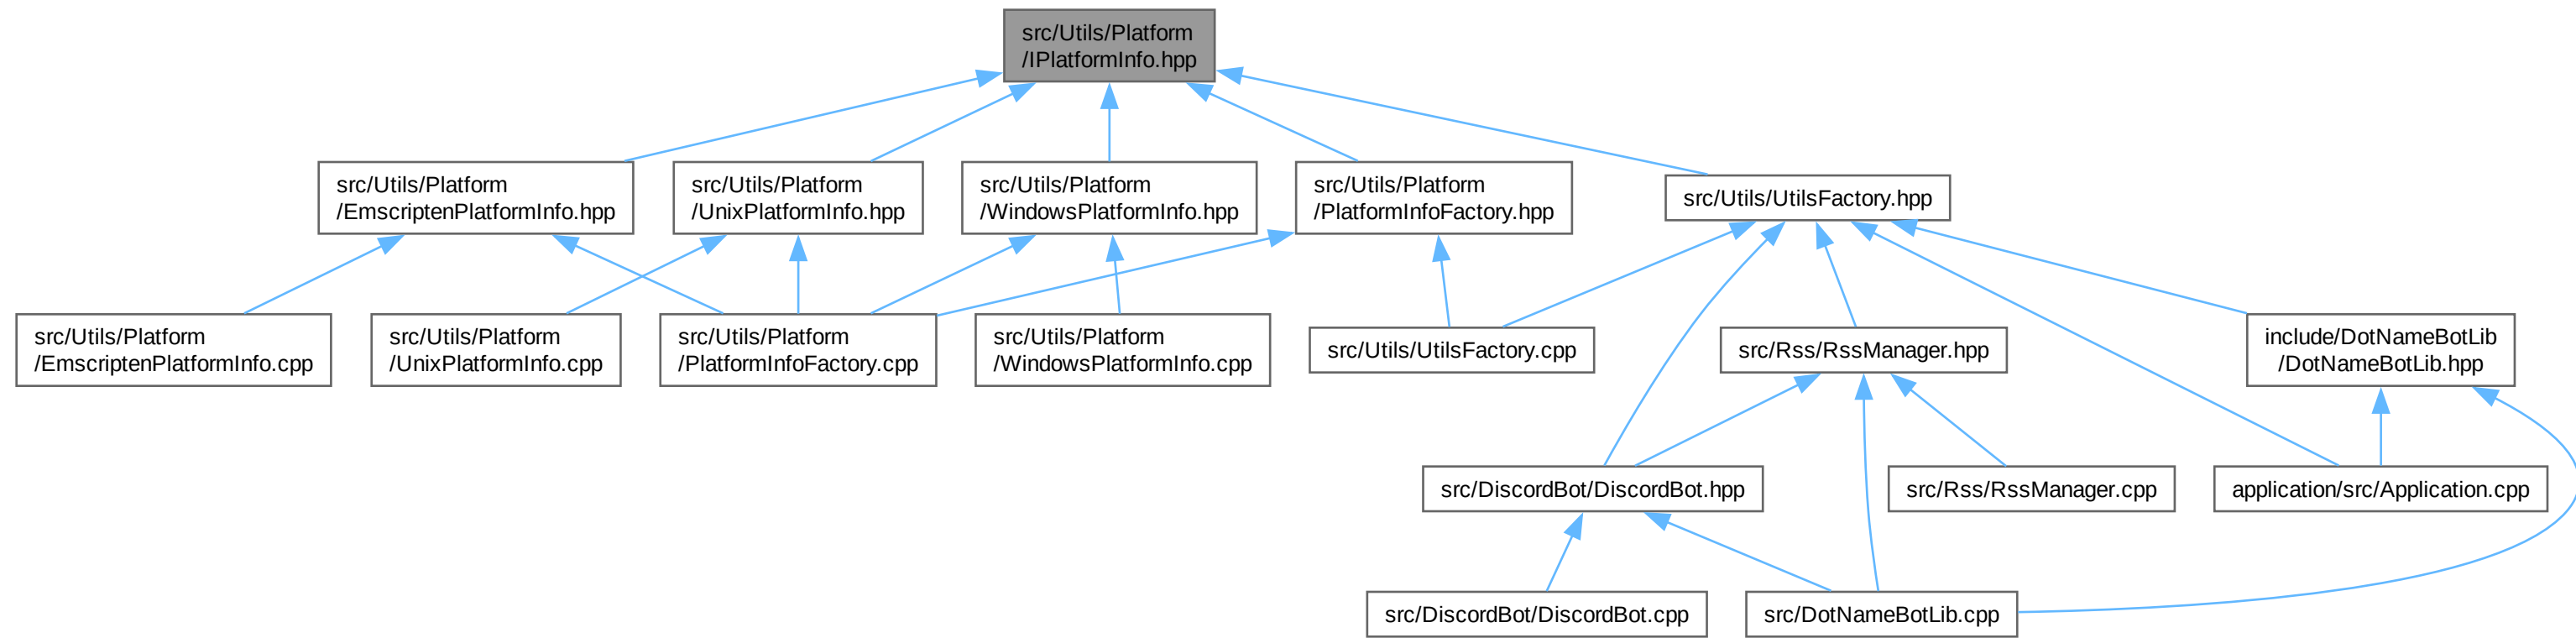 src/Utils/Platform
/IPlatformInfo.hpp
src/Utils/Platform
/EmscriptenPlatformInfo.hpp
src/Utils/Platform
/UnixPlatformInfo.hpp
src/Utils/Platform
/WindowsPlatformInfo.hpp
src/Utils/Platform
/PlatformInfoFactory.hpp
src/Utils/UtilsFactory.hpp
src/Utils/Platform
/EmscriptenPlatformInfo.cpp
src/Utils/Platform
/UnixPlatformInfo.cpp
src/Utils/Platform
/PlatformInfoFactory.cpp
src/Utils/Platform
/WindowsPlatformInfo.cpp
src/Utils/UtilsFactory.cpp
src/Rss/RssManager.hpp
include/DotNameBotLib
/DotNameBotLib.hpp
src/DiscordBot/DiscordBot.hpp
src/Rss/RssManager.cpp
application/src/Application.cpp
src/DiscordBot/DiscordBot.cpp
src/DotNameBotLib.cpp